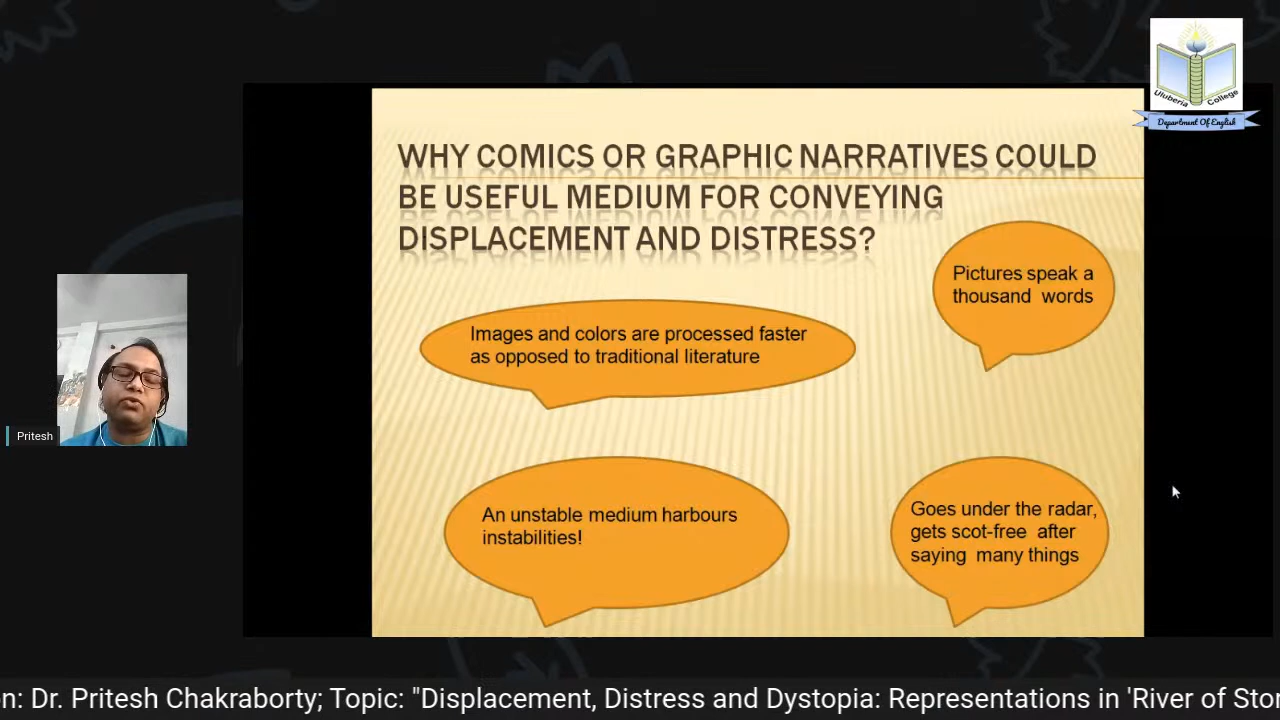 Uluberia College
Department Of English
WHY COMICS OR GRAPHIC NARRATIVES COULD
BE USEFUL MEDIUM FOR CONVEYING
DISPLACEMENT AND DISTRESS?
Pictures speak a
thousand words
Images and colors are processed faster
as opposed to traditional literature
An unstable medium harbours
instabilities!
Goes under the radar,
gets scot-free after
saying many things
Pritesh
n: Dr. Pritesh Chakraborty; Topic: "Displacement, Distress and Dystopia: Representations in 'River of Stor